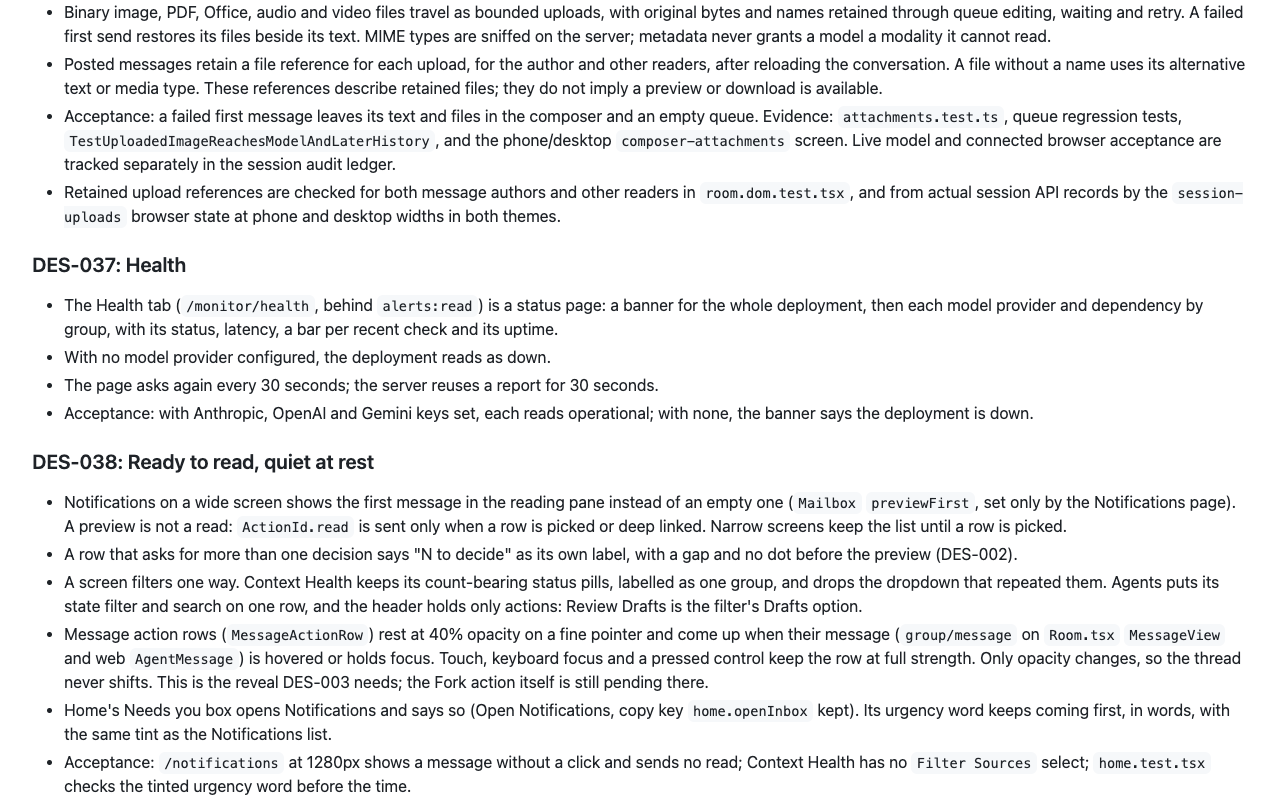 • Binary image, PDF, Office, audio and video files travel as bounded uploads, with original bytes and names retained through queue editing, waiting and retry. A failed
first send restores its files beside its text. MIME types are sniffed on the server; metadata never grants a model a modality it cannot read.
• Posted messages retain a file reference for each upload, for the author and other readers, after reloading the conversation. A file without a name uses its alternative
text or media type. These references describe retained files; they do not imply a preview or download is available.
• Acceptance: a failed first message leaves its text and files in the composer and an empty queue. Evidence: attachments.test.ts , queue regression tests,
TestUploadedImageReachesModelAndLaterHistory , and the phone/desktop composer-attachments screen. Live model and connected browser acceptance are
tracked separately in the session audit ledger.
• Retained upload references are checked for both message authors and other readers in room.dom.test.tsx , and from actual session API records by the session-
uploads browser state at phone and desktop widths in both themes.
DES-037: Health
• The Health tab ( /monitor/health , behind alerts:read ) is a status page: a banner for the whole deployment, then each model provider and dependency by
group, with its status, latency, a bar per recent check and its uptime.
• With no model provider configured, the deployment reads as down.
• The page asks again every 30 seconds; the server reuses a report for 30 seconds.
• Acceptance: with Anthropic, OpenAI and Gemini keys set, each reads operational; with none, the banner says the deployment is down.
DES-038: Ready to read, quiet at rest
• Notifications on a wide screen shows the first message in the reading pane instead of an empty one ( Mailbox previewFirst , set only by the Notifications page).
A preview is not a read: ActionId.read is sent only when a row is picked or deep linked. Narrow screens keep the list until a row is picked.
• A row that asks for more than one decision says "N to decide" as its own label, with a gap and no dot before the preview (DES-002).
• A screen filters one way. Context Health keeps its count-bearing status pills, labelled as one group, and drops the dropdown that repeated them. Agents puts its
state filter and search on one row, and the header holds only actions: Review Drafts is the filter's Drafts option.
• Message action rows ( MessageActionRow ) rest at 40% opacity on a fine pointer and come up when their message ( group/message on Room.tsx MessageView
and web AgentMessage ) is hovered or holds focus. Touch, keyboard focus and a pressed control keep the row at full strength. Only opacity changes, so the thread
never shifts. This is the reveal DES-003 needs; the Fork action itself is still pending there.
• Home's Needs you box opens Notifications and says so (Open Notifications, copy key home.openInbox kept). Its urgency word keeps coming first, in words, with
the same tint as the Notifications list.
• Acceptance: /notifications at 1280px shows a message without a click and sends no read; Context Health has no Filter Sources select; home.test.tsx
checks the tinted urgency word before the time.